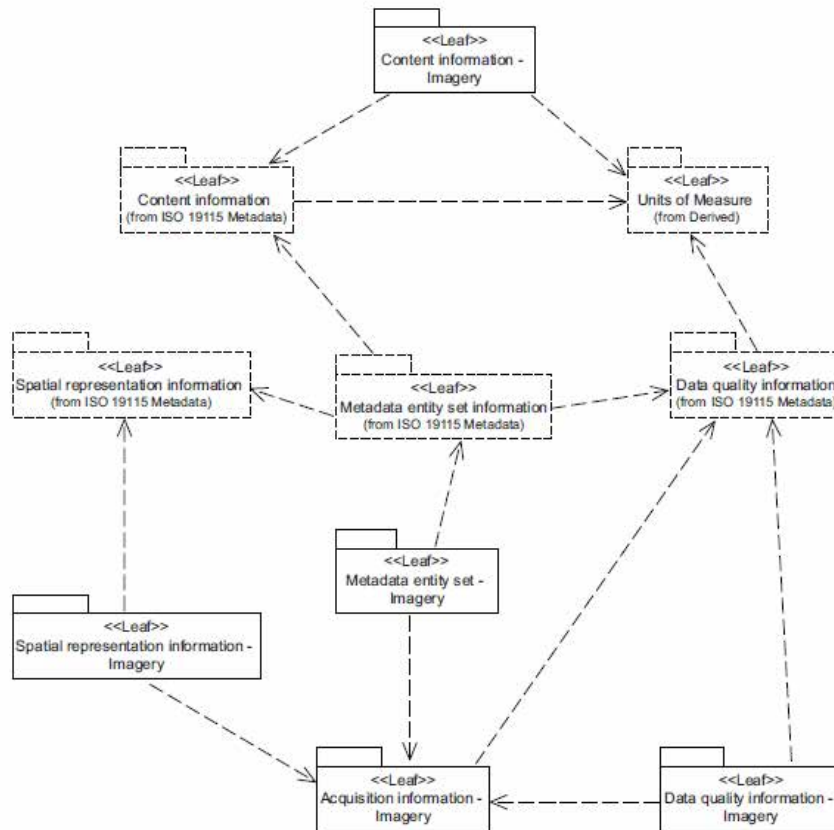 <<Leaf>>
Content information -
Imagery
<<Leaf>>
Content information
(from ISO 19115 Metadata)
<<Leaf>>
Units of Measure
(from Derived)
<<Leaf>>
Spatial representation information
(from ISO 19115 Metadata)
<<Leaf>>
Metadata entity set information
(from ISO 19115 Metadata)
<<Leaf>>
Data quality information
(from ISO 19115 Metadata)
<<Leaf>>
Metadata entity set -
Imagery
<<Leaf>>
Spatial representation information -
Imagery
<<Leaf>>
Acquisition information -
Imagery
<<Leaf>>
Data quality information -
Imagery